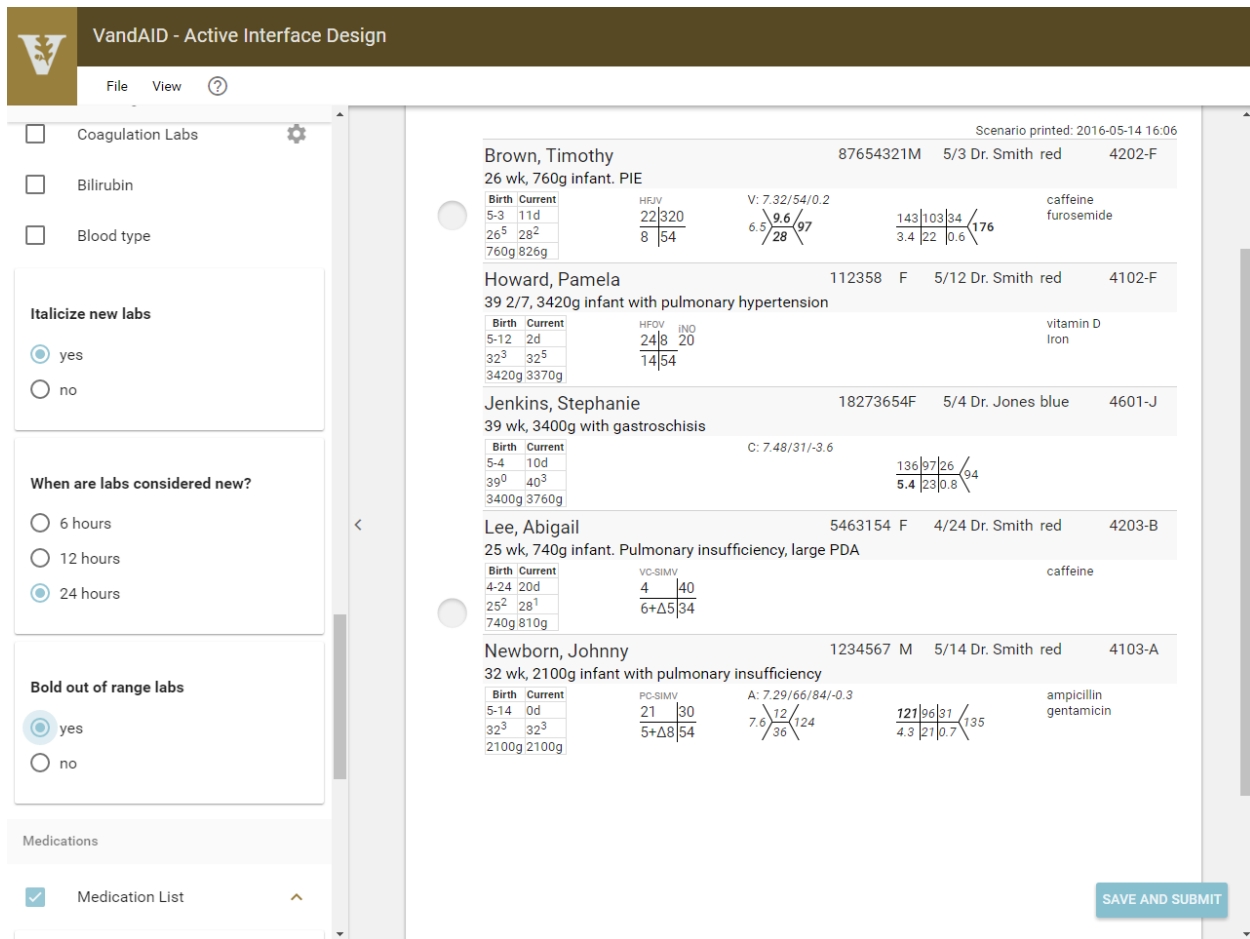 VandAID - Active Interface Design
File View ?
Coagulation Labs
Bilirubin
Blood type
Italicize new labs
yes
no
When are labs considered new?
6 hours
12 hours
24 hours
Bold out of range labs
yes
no
Medications
Medication List
Scenario printed: 2016-05-14 16:06
Brown, Timothy 87654321M 5/3 Dr. Smith red 4202-F
26 wk, 760g infant. PIE
Birth Current HFJV V: 7.32/54/0.2 caffeine
5-3 11d 22 320 6.5 9.6 97 143 103 34 176 furosemide
26⁵ 28² 8 54 28 3.4 22 0.6
760g 826g
Howard, Pamela 112358 F 5/12 Dr. Smith red 4102-F
39 2/7, 3420g infant with pulmonary hypertension
Birth Current HFOV iNO vitamin D
5-12 2d 24 8 20 Iron
32³ 32⁵ 14 54
3420g 3370g
Jenkins, Stephanie 18273654F 5/4 Dr. Jones blue 4601-J
39 wk, 3400g with gastroschisis
Birth Current C: 7.48/31/-3.6
5-4 10d 136 97 26 94
39⁰ 40³ 5.4 23 0.8
3400g 3760g
Lee, Abigail 5463154 F 4/24 Dr. Smith red 4203-B
25 wk, 740g infant. Pulmonary insufficiency, large PDA
Birth Current VC-SIMV caffeine
4-24 20d 4 40
25² 28¹ 6+Δ5 34
740g 810g
Newborn, Johnny 1234567 M 5/14 Dr. Smith red 4103-A
32 wk, 2100g infant with pulmonary insufficiency
Birth Current PC-SIMV A: 7.29/66/84/-0.3 ampicillin
5-14 0d 21 30 7.6 12 124 121 96 31 135 gentamicin
32³ 32³ 5+Δ8 54 36 4.3 21 0.7
2100g 2100g
SAVE AND SUBMIT